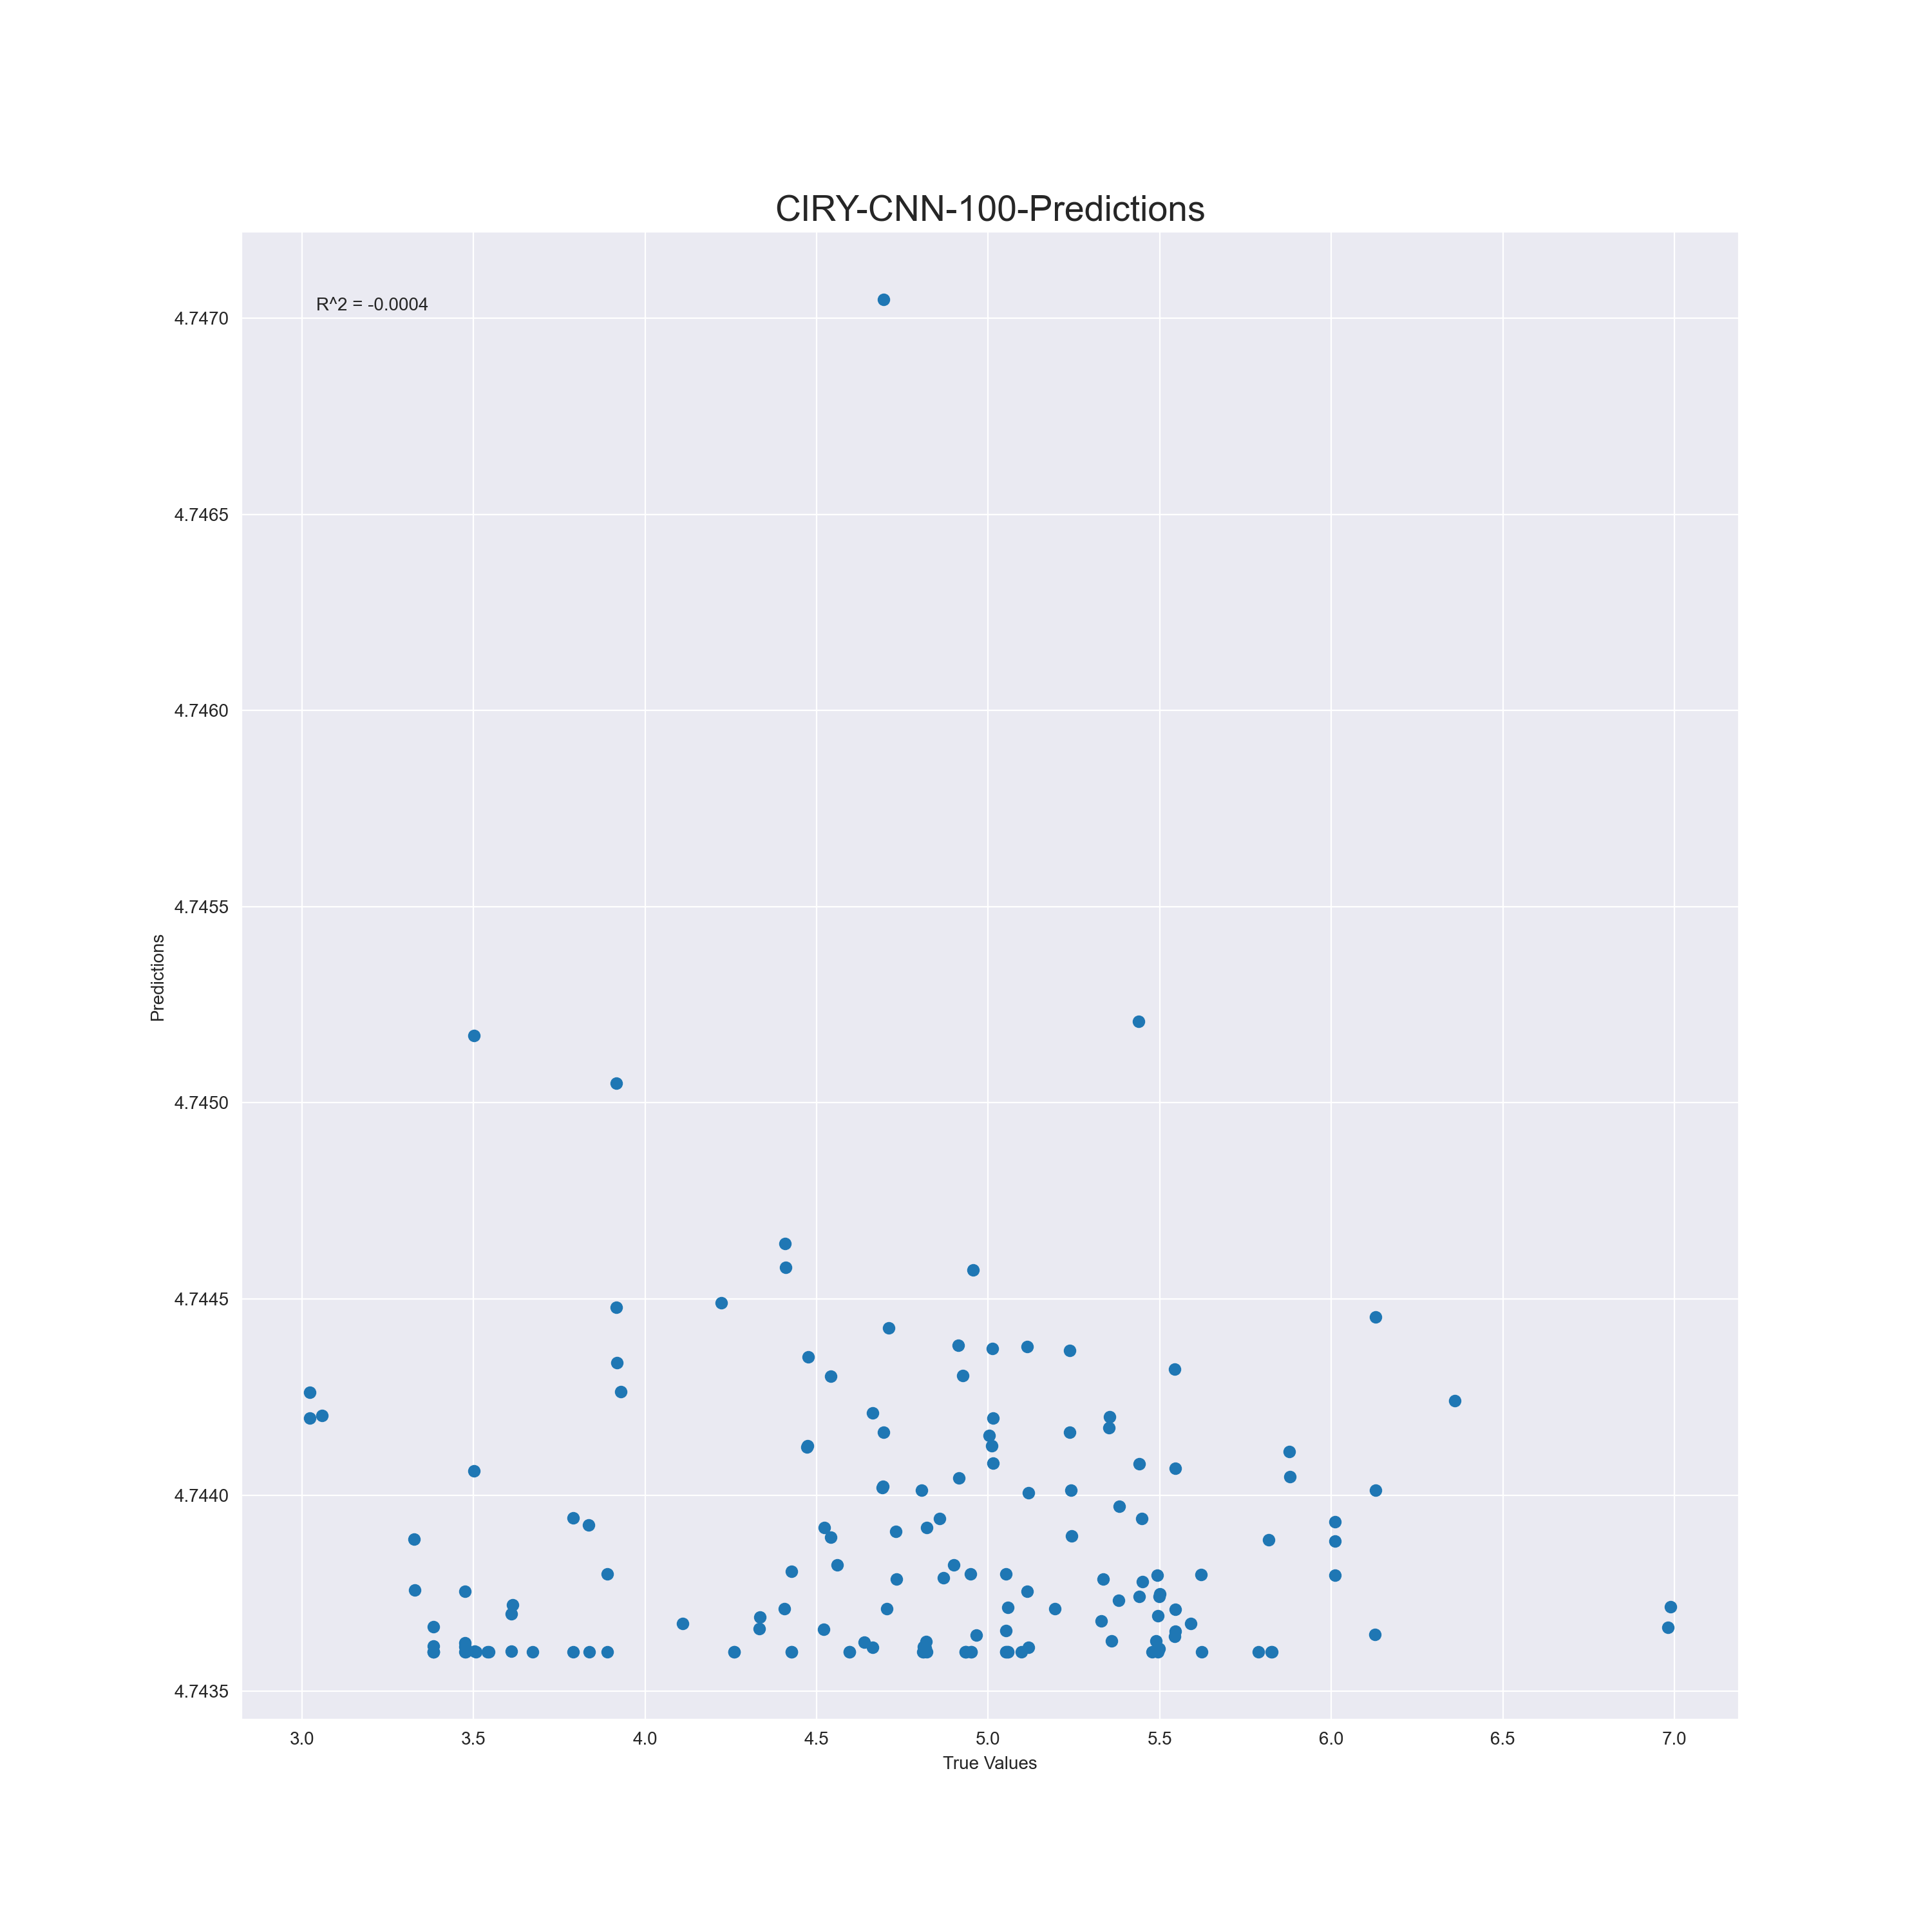 CIRY-CNN-100-Predictions
R^2 = -0.0004
4.7470
4.7465
4.7460
4.7455
4.7450
4.7445
4.7440
4.7435
Predictions
3.0 3.5 4.0 4.5 5.0 5.5 6.0 6.5 7.0
True Values